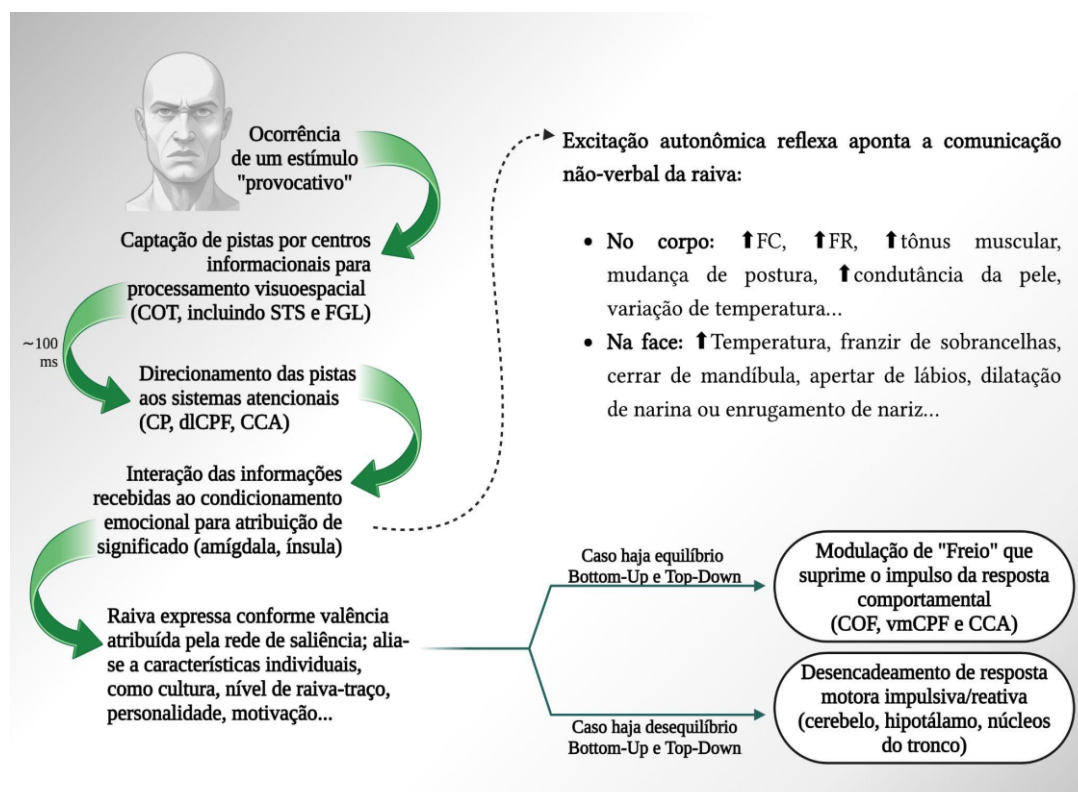 Ocorrência
de um estímulo
"provocativo"
Captação de pistas por centros
informacionais para
processamento visuoespacial
(COT, incluindo STS e FGL)
~100
ms
Direcionamento das pistas
aos sistemas atencionais
(CP, dlCPF, CCA)
Interação das informações
recebidas ao condicionamento
emocional para atribuição de
significado (amígdala, ínsula)
Raiva expressa conforme valência
atribuída pela rede de saliência; alia-
se a características individuais,
como cultura, nível de raiva-traço,
personalidade, motivação...
Excitação autonômica reflexa aponta a comunicação
não-verbal da raiva:
• No corpo: ⬆FC, ⬆FR, ⬆tônus muscular,
mudança de postura, ⬆condutância da pele,
variação de temperatura...
• Na face: ⬆Temperatura, franzir de sobrancelhas,
cerrar de mandíbula, apertar de lábios, dilatação
de narina ou enrugamento de nariz...
Caso haja equilíbrio
Bottom-Up e Top-Down
Modulação de "Freio" que
suprime o impulso da resposta
comportamental
(COF, vmCPF e CCA)
Caso haja desequilíbrio
Bottom-Up e Top-Down
Desencadeamento de resposta
motora impulsiva/reativa
(cerebelo, hipotálamo, núcleos
do tronco)